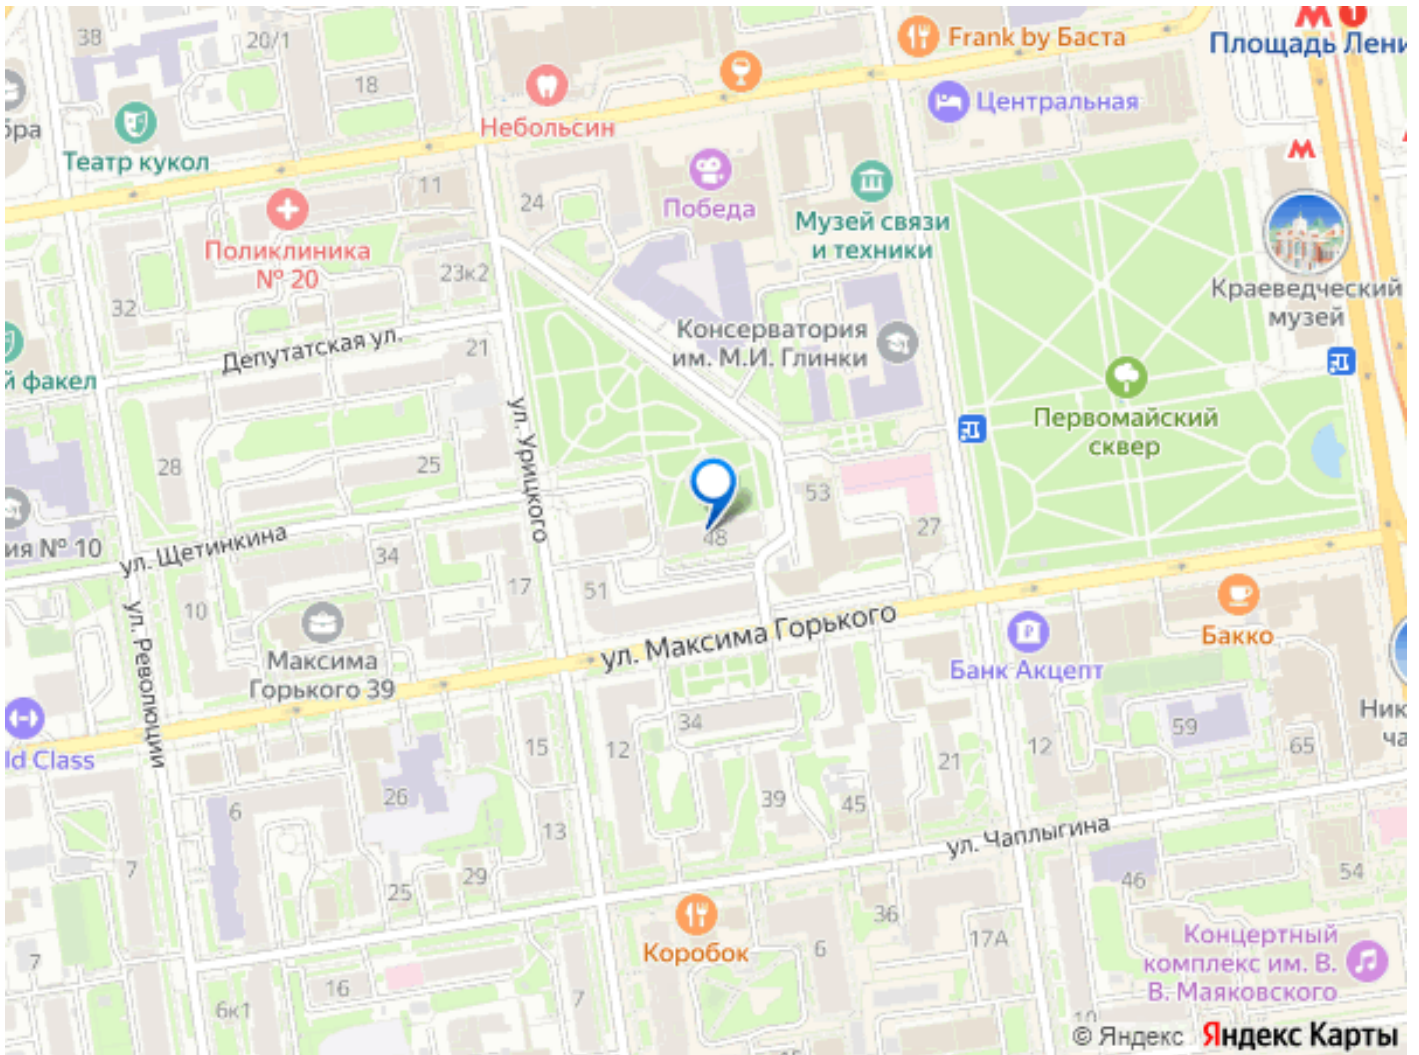 38
20/1
Frank by Баста
Площадь Лени
18
Центральная
бра
Небольсин
Театр кукол
11
24
Победа
Музей связи
и техники
Поликлиника
№ 20
23к2
Краеведческий
музей
32
Депутатская ул.
21
Консерватория
им. М.И. Глинки
й факел
ул. Урицкого
Первомайский
сквер
28
25
53
27
ия № 10
ул. Щетинкина
34
48
17
51
10
ул. Революции
Максима
Горького 39
ул. Максима Горького
Банк Акцепт
Бакко
ld Class
34
15
12
12
59
65
Ник
ча
21
26
39
45
6
13
ул. Чаплыгина
7
25
29
46
54
36
Коробок
6
17А
Концертный
комплекс им. В.
В. Маяковского
7
16
7
6к1
10
© Яндекс Яндекс Карты